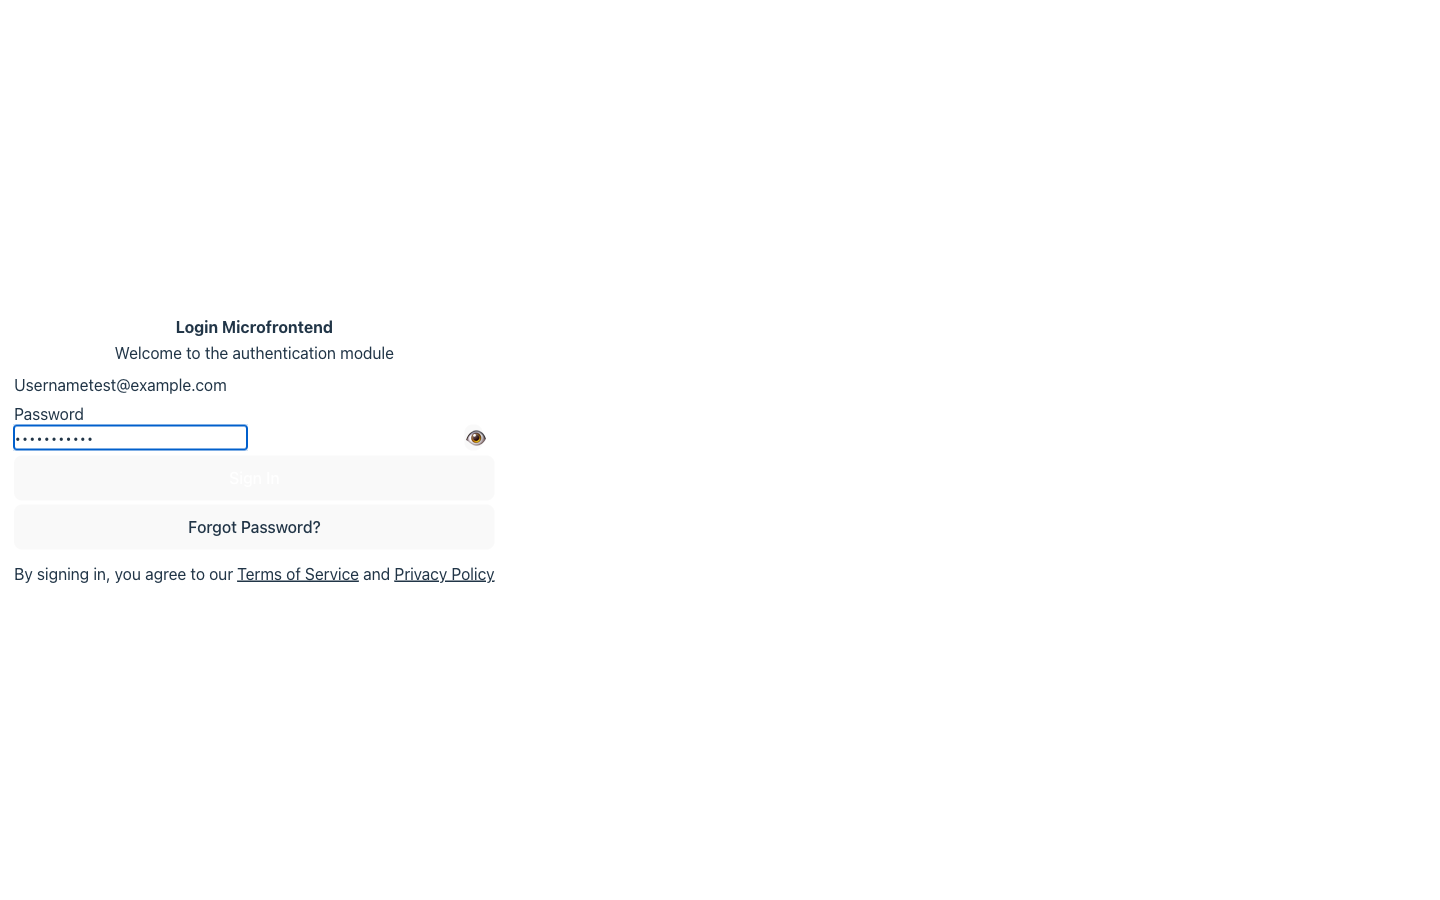 Login Microfrontend
Welcome to the authentication module
Usernametest@example.com
Password
•••••••••••
Sign In
Forgot Password?
By signing in, you agree to our Terms of Service and Privacy Policy